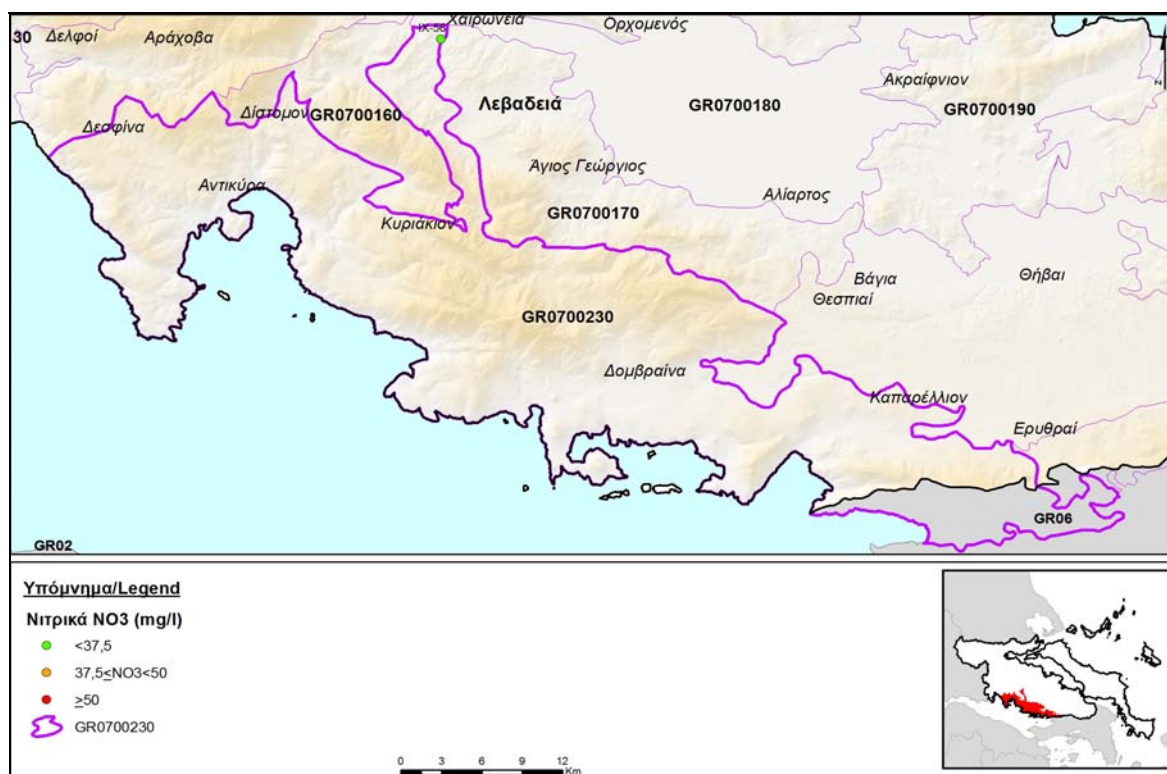 Χαιρώνεια
Ορχομενός
30
Δελφοί
Αράχοβα
IX-58
Ακραίφνιον
Λεβαδειά
GR0700180
GR0700190
Δίστομον
GR0700160
Δεσφίνα
Άγιος Γεώργιος
Αντικύρα
Αλίαρτος
Κυριάκιον
GR0700170
Βάγια
Θήβαι
Θεσπιαί
GR0700230
Δομβραίνα
Καπαρέλλιον
Ερυθραί
GR06
GR02
Υπόμνημα/Legend
Νιτρικά NO3 (mg/l)
<37,5
37,5≤NO3<50
≥50
GR0700230
0 3 6 9 12
Km